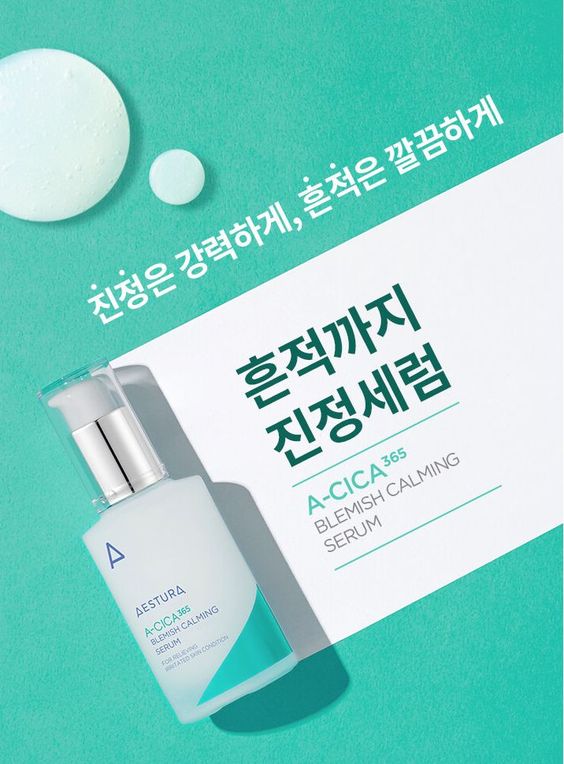 진정은 강력하게, 흔적은 깔끔하게
흔적까지
진정세럼
A-CICA365
BLEMISH CALMING
SERUM
AESTURA
A-CICA365
BLEMISH CALMING
SERUM
FOR RELIEVING
IRRITATED SKIN CONDITION